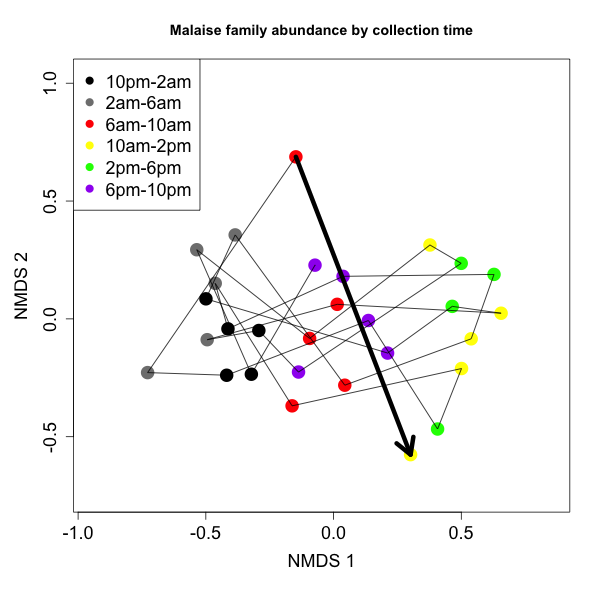 Malaise family abundance by collection time
10pm-2am
2am-6am
6am-10am
10am-2pm
2pm-6pm
6pm-10pm
1.0
0.5
0.0
-0.5
NMDS 2
-1.0 -0.5 0.0 0.5
NMDS 1